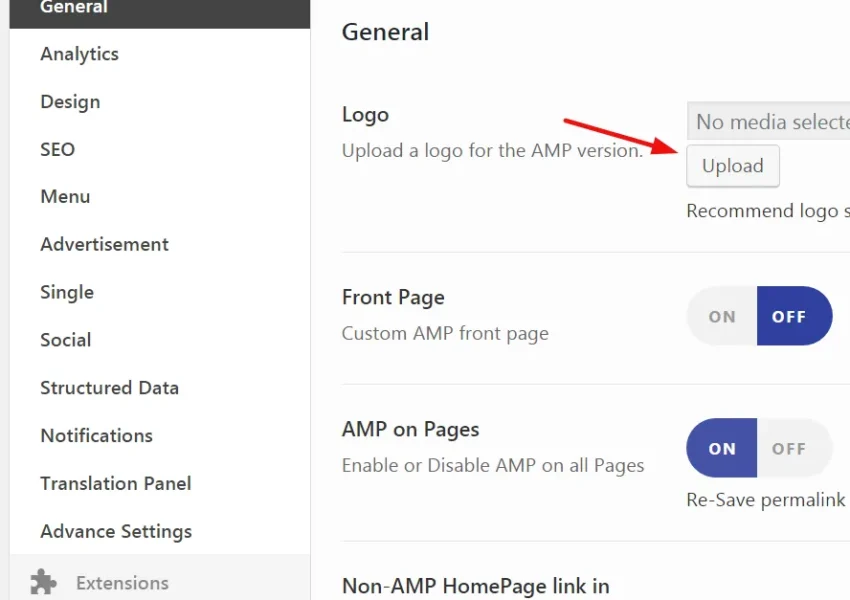 General
Analytics
Design
SEO
Menu
Advertisement
Single
Social
Structured Data
Notifications
Translation Panel
Advance Settings
Extensions
General
Logo
Upload a logo for the AMP version.
No media selecte
Upload
Recommend logo s
Front Page
Custom AMP front page
ON OFF
AMP on Pages
Enable or Disable AMP on all Pages
ON OFF
Re-Save permalink
Non-AMP HomePage link in